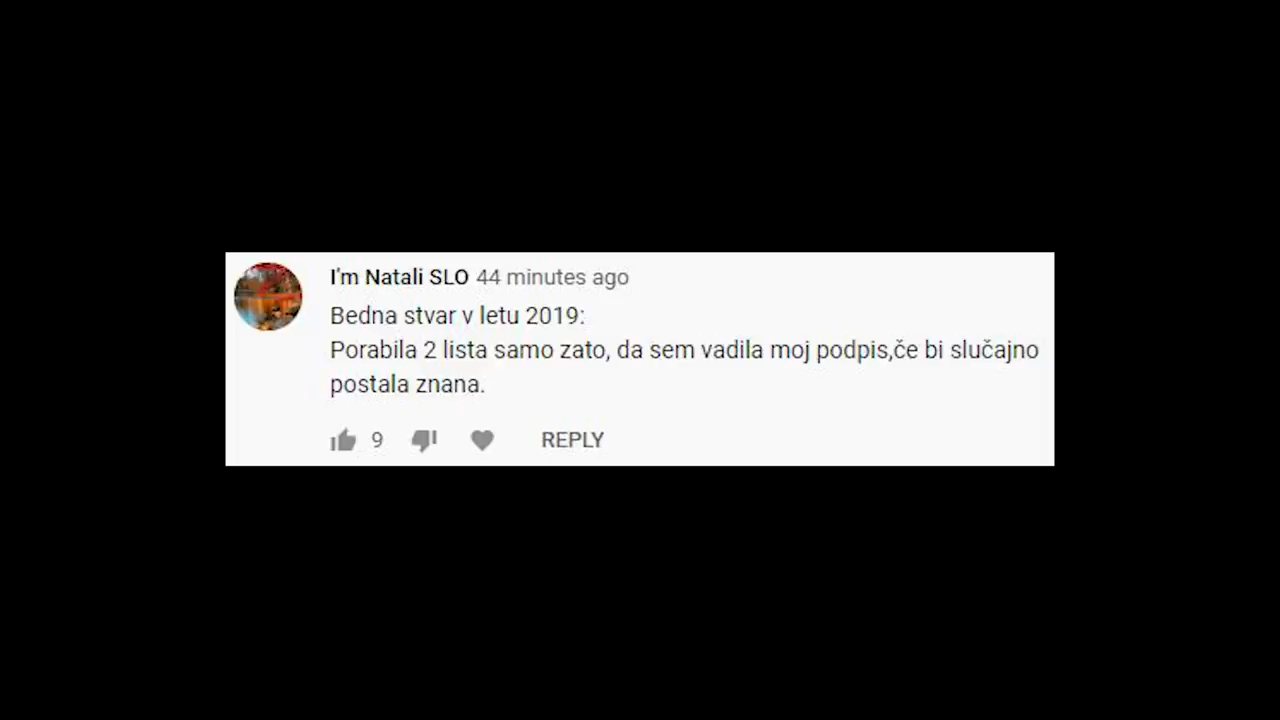 I'm Natali SLO 44 minutes ago
Bedna stvar v letu 2019:
Porabila 2 lista samo zato, da sem vadila moj podpis,če bi slučajno
postala znana.
9 REPLY